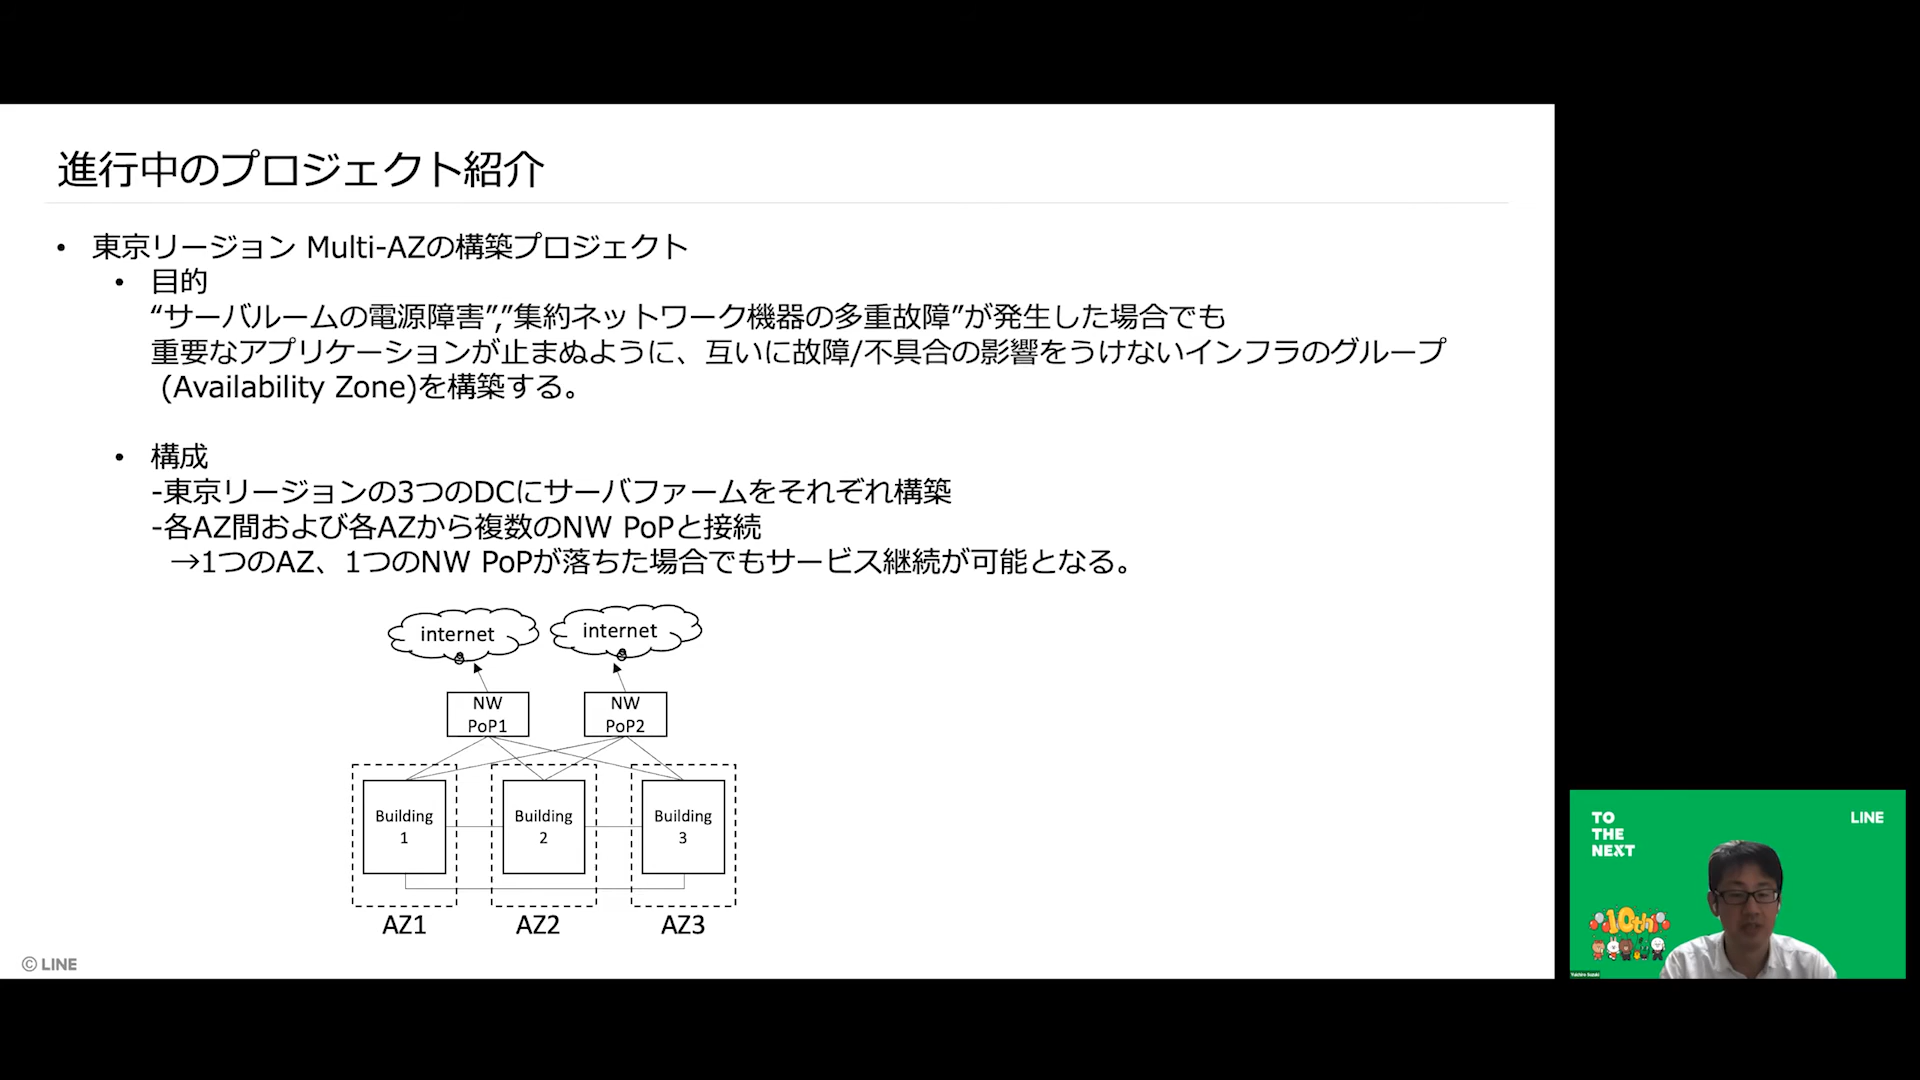 進行中のプロジェクト紹介
• 東京リージョン Multi-AZの構築プロジェクト
• 目的
“サーバルームの電源障害”,”集約ネットワーク機器の多重故障”が発生した場合でも
重要なアプリケーションが止まぬように、互いに故障/不具合の影響をうけないインフラのグループ
(Availability Zone)を構築する。
• 構成
-東京リージョンの3つのDCにサーバファームをそれぞれ構築
-各AZ間および各AZから複数のNW PoPと接続
→1つのAZ、1つのNW PoPが落ちた場合でもサービス継続が可能となる。
internet
internet
NW
PoP1
NW
PoP2
Building
1
Building
2
Building
3
AZ1
AZ2
AZ3
© LINE
TO
THE
NEXT
LINE
10th
Yukihiro Suzuki